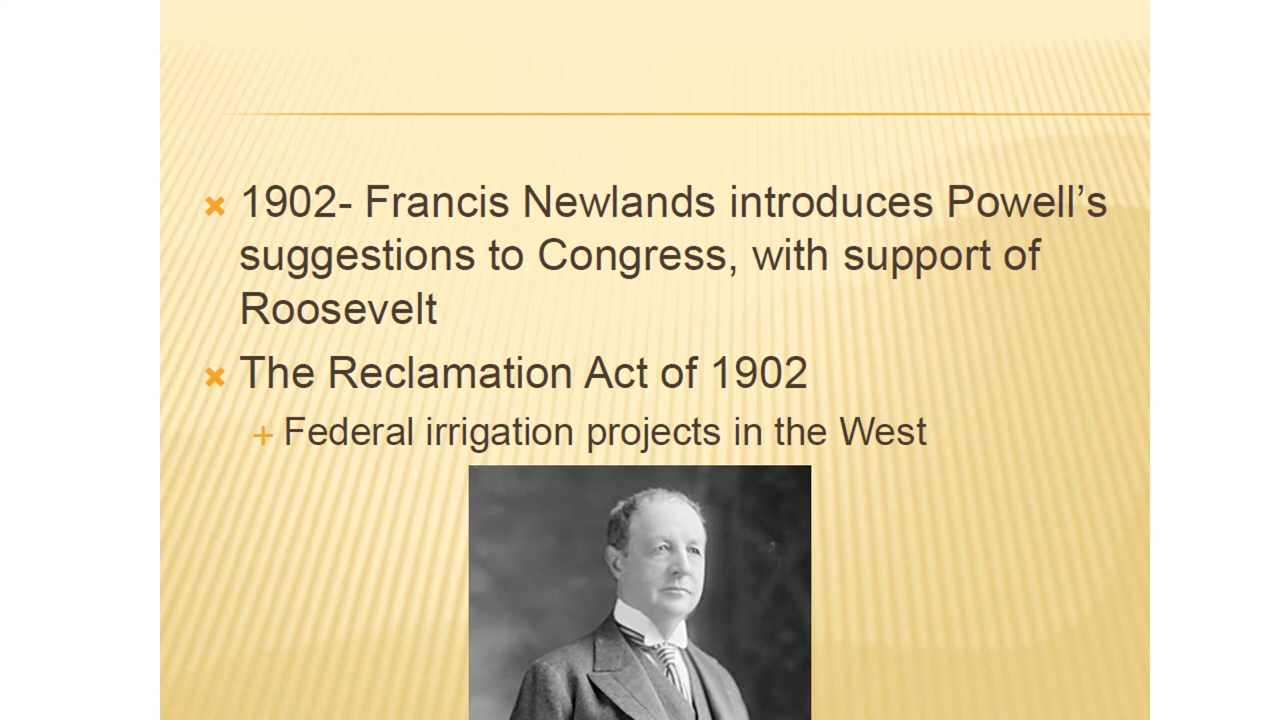 1902- Francis Newlands introduces Powell’s
suggestions to Congress, with support of
Roosevelt
The Reclamation Act of 1902
Federal irrigation projects in the West